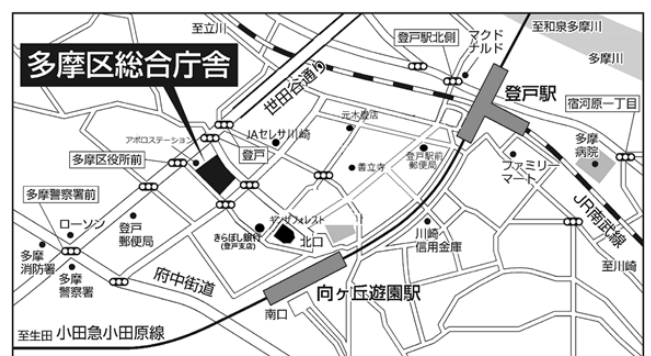 至立川
登戸駅北側
マクド
ナルド
至和泉多摩川
多摩川
多摩区総合庁舎
世田谷通り
登戸駅
宿河原一丁目
元木書店
アポロステーション
JAセレサ川崎
登戸
多摩区役所前
善立寺
登戸駅前
郵便局
ファミリー
マート
多摩
病院
多摩警察署前
ローソン
登戸
郵便局
きらぼし銀行
(登戸支店)
ギンザフォレスト
北口
川崎
信用金庫
JR南武線
多摩
消防署
多摩
警察署
府中街道
至川崎
向ヶ丘遊園駅
南口
至生田
小田急小田原線